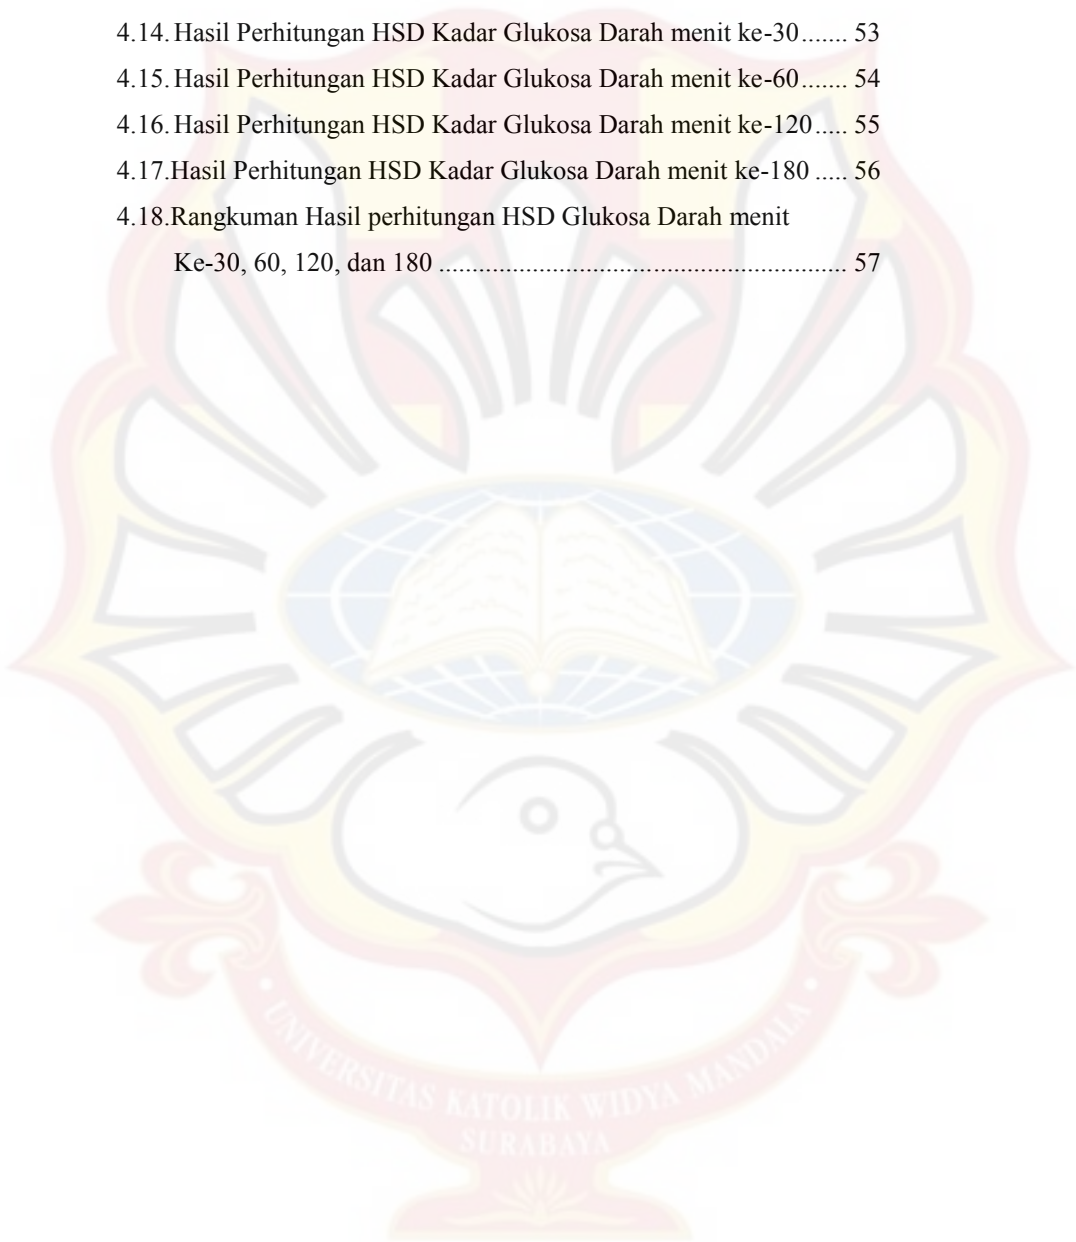 4.14. Hasil Perhitungan HSD Kadar Glukosa Darah menit ke-30....... 53
4.15. Hasil Perhitungan HSD Kadar Glukosa Darah menit ke-60....... 54
4.16. Hasil Perhitungan HSD Kadar Glukosa Darah menit ke-120..... 55
4.17.Hasil Perhitungan HSD Kadar Glukosa Darah menit ke-180 ..... 56
4.18.Rangkuman Hasil perhitungan HSD Glukosa Darah menit
Ke-30, 60, 120, dan 180 ............................................................. 57
UNIVERSITAS KATOLIK WIDYA MANDALA
SURABAYA